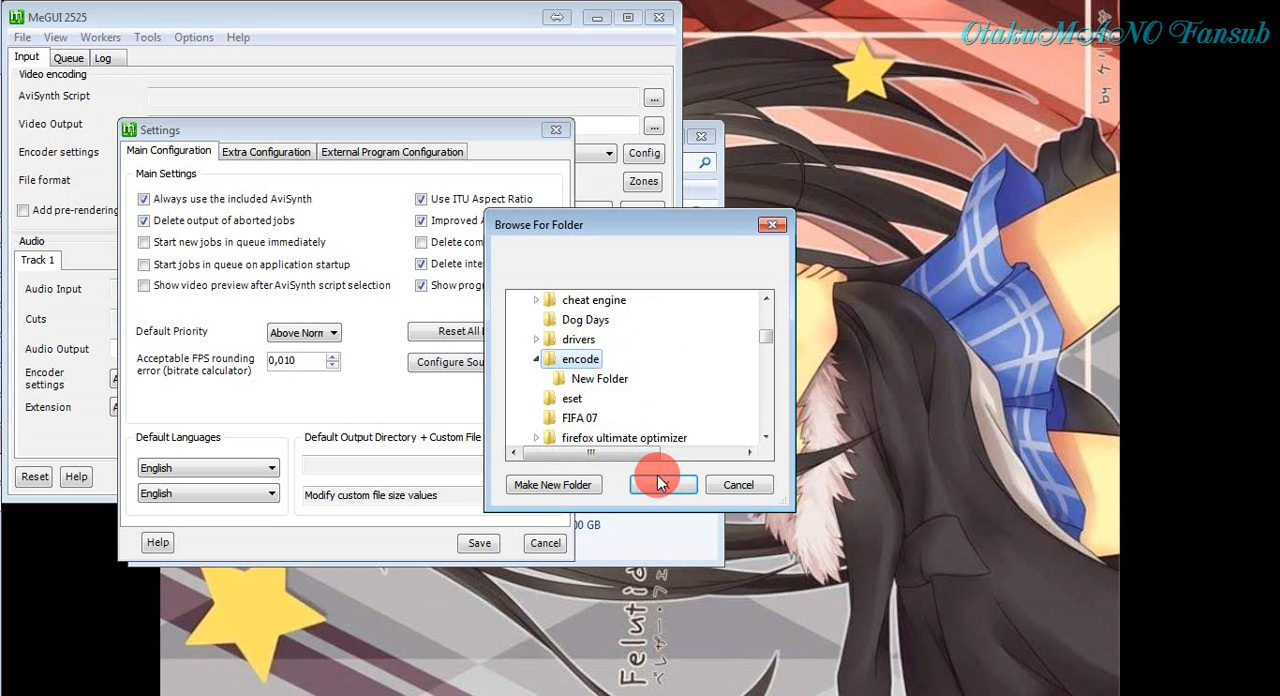 MeGUI 2525
File View Workers Tools Options Help
Input Queue Log
Video encoding
AviSynth Script ...
Video Output ...
Encoder settings Config
File format Zones
Add pre-rendering
Audio
Track 1
Audio Input
Cuts
Audio Output
Encoder
settings
Extension
Reset Help
Settings
Main Configuration Extra Configuration External Program Configuration
Main Settings
Always use the included AviSynth
Delete output of aborted jobs
Start new jobs in queue immediately
Start jobs in queue on application startup
Show video preview after AviSynth script selection
Use ITU Aspect Ratio
Improved A
Delete com
Delete inte
Show progr
Default Priority Above Norm
Reset All
Acceptable FPS rounding
error (bitrate calculator) 0,010
Configure Sou
Default Languages
English
English
Default Output Directory + Custom File
Modify custom file size values
Help Save Cancel
Browse For Folder
cheat engine
Dog Days
drivers
encode
New Folder
eset
FIFA 07
firefox ultimate optimizer
Make New Folder Cancel
00 GB
OtakuMANO Fansub
Felutia